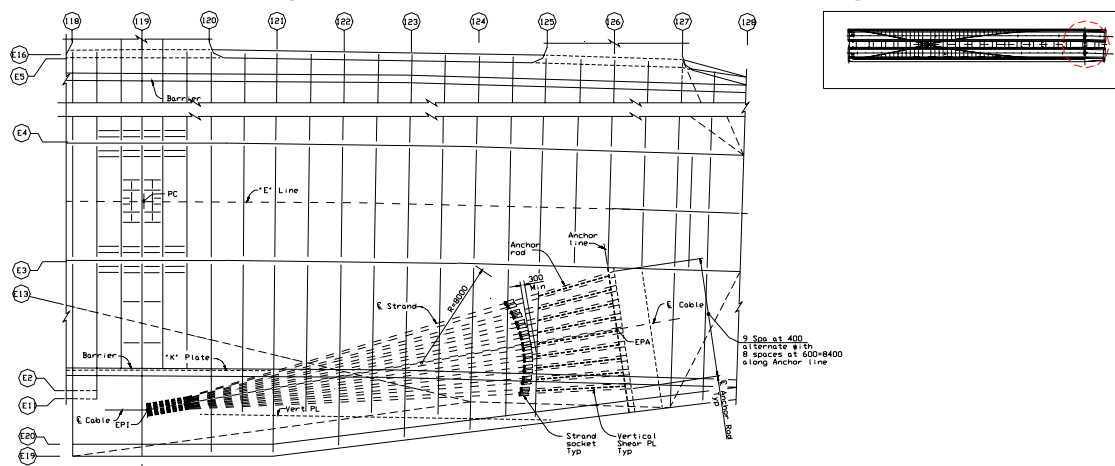 118 119 120 121 122 123 124 125 126 127 128
E16
E5
Barrier
E4
"E" Line
PC
Anchor
line
Anchor
rod
E3
300
Min
E13
℄ Strand
R=8000
℄ Cable
EPA
9 Spa at 400
alternate with
8 spaces at 600=8400
along Anchor line
Barrier
"K" Plate
E2
E1
℄ Cable
EPI
Vert PL
℄ Anchor Rod
Typ
E20
E19
Strand
socket
Typ
Vertical
Shear PL
Typ